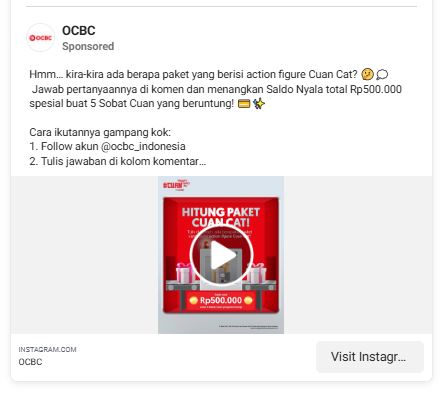 OCBC
OCBC
Sponsored
Hmm... kira-kira ada berapa paket yang berisi action figure Cuan Cat? 🤔💭
Jawab pertanyaannya di komen dan menangkan Saldo Nyala total Rp500.000
spesial buat 5 Sobat Cuan yang beruntung! 💳✨
Cara ikutannya gampang kok:
1. Follow akun @ocbc_indonesia
2. Tulis jawaban di kolom komentar...
HITUNG PAKET
CUAN CAT!
Rp500.000
INSTAGRAM.COM
OCBC
Visit Instagr...